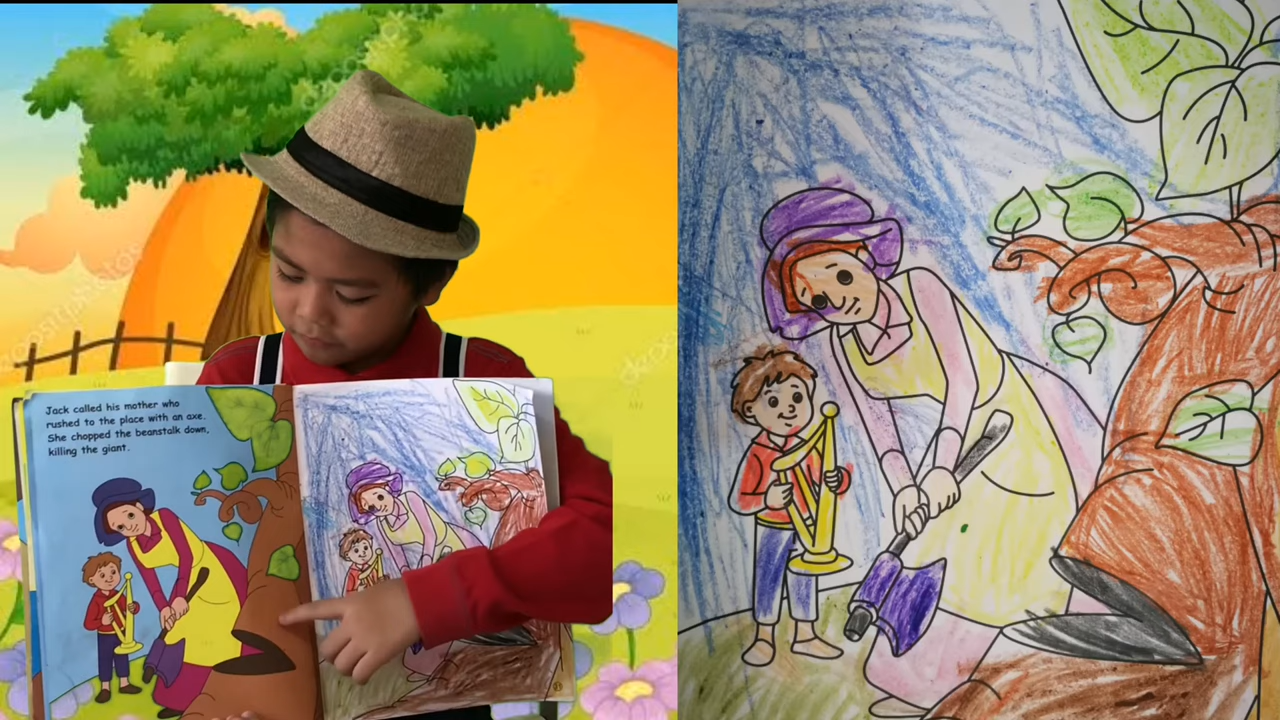 Jack called his mother who
rushed to the place with an axe.
She chopped the beanstalk down,
killing the giant.